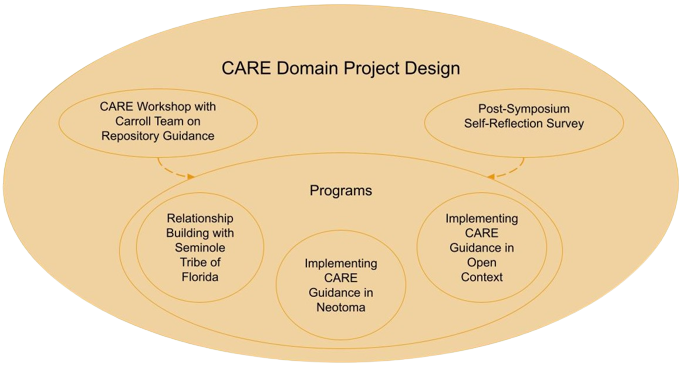 CARE Domain Project Design
CARE Workshop with
Carroll Team on
Repository Guidance
Post-Symposium
Self-Reflection Survey
Programs
Relationship
Building with
Seminole
Tribe of
Florida
Implementing
CARE
Guidance in
Neotoma
Implementing
CARE
Guidance in
Open
Context